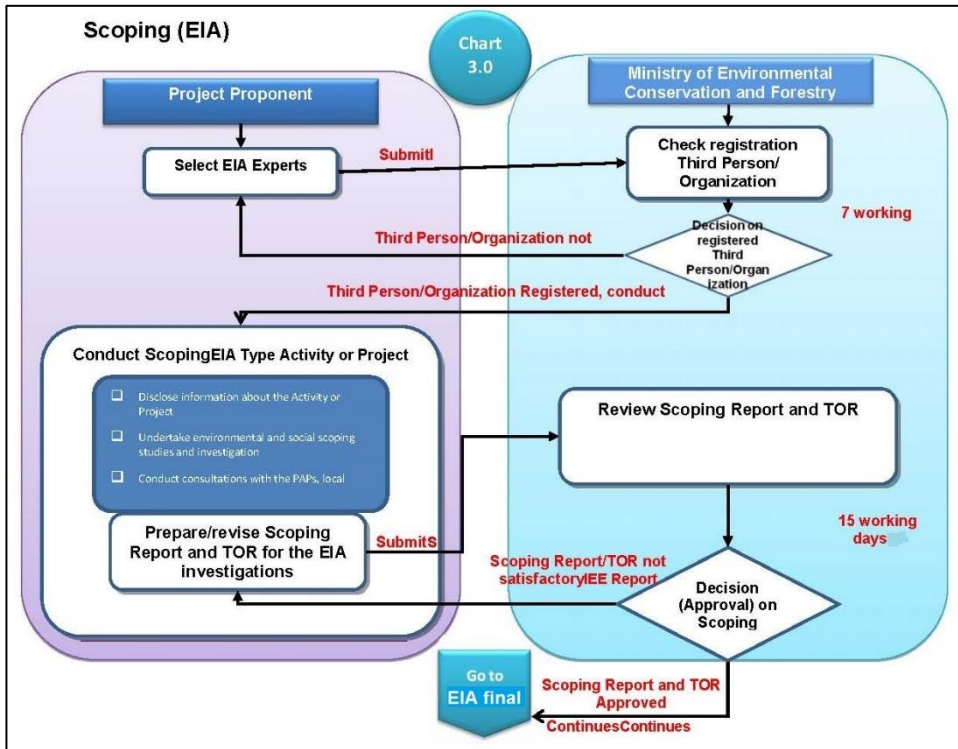 Scoping (EIA)
Chart
3.0
Project Proponent
Ministry of Environmental
Conservation and Forestry
Select EIA Experts
SubmitI
Check registration
Third Person/
Organization
7 working
Decision on
registered
Third
Person/Organ
ization
Third Person/Organization not
Third Person/Organization Registered, conduct
Conduct ScopingEIA Type Activity or Project
Disclose information about the Activity or
Project
Undertake environmental and social scoping
studies and investigation
Conduct consultations with the PAPs, local
Prepare/revise Scoping
Report and TOR for the EIA
investigations
SubmitS
Review Scoping Report and TOR
15 working
days
Scoping Report/TOR not
satisfactoryIEE Report
Decision
(Approval) on
Scoping
Go to
EIA final
Scoping Report and TOR
Approved
ContinuesContinues